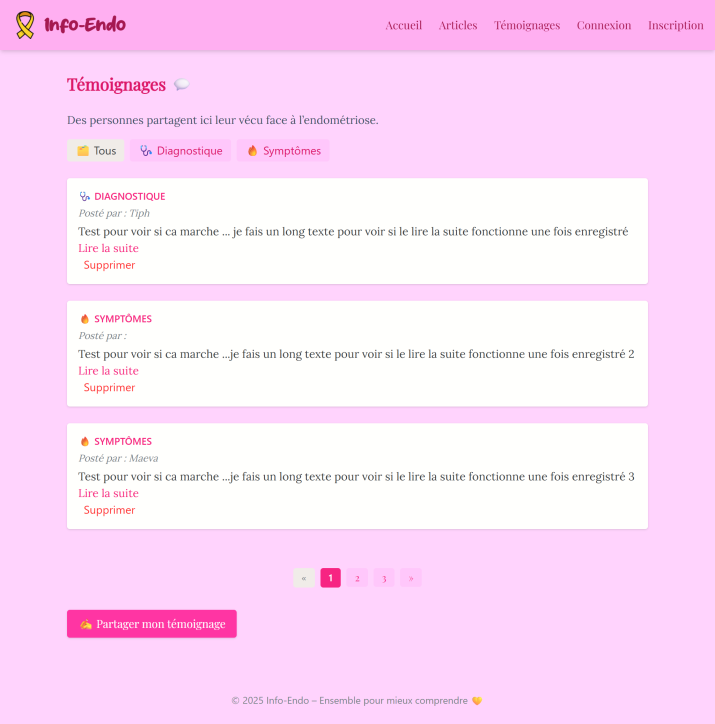 Info-Endo
Accueil Articles Témoignages Connexion Inscription
Témoignages
Des personnes partagent ici leur vécu face à l'endométriose.
Tous Diagnostique Symptômes
DIAGNOSTIQUE
Posté par : Tiph
Test pour voir si ca marche ... je fais un long texte pour voir si le lire la suite fonctionne une fois enregistré
Lire la suite
Supprimer
SYMPTÔMES
Posté par :
Test pour voir si ca marche ...je fais un long texte pour voir si le lire la suite fonctionne une fois enregistré 2
Lire la suite
Supprimer
SYMPTÔMES
Posté par : Maeva
Test pour voir si ca marche ...je fais un long texte pour voir si le lire la suite fonctionne une fois enregistré 3
Lire la suite
Supprimer
« 1 2 3 »
Partager mon témoignage
© 2025 Info-Endo – Ensemble pour mieux comprendre